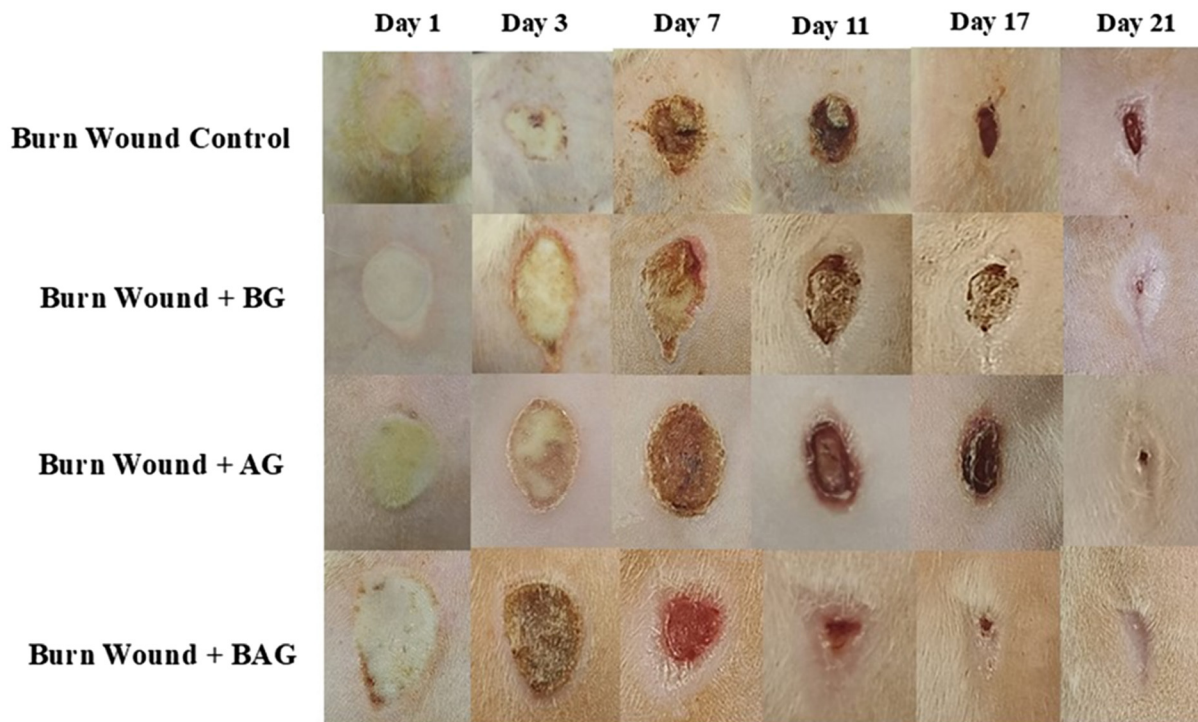 Day 1 Day 3 Day 7 Day 11 Day 17 Day 21
Burn Wound Control
Burn Wound + BG
Burn Wound + AG
Burn Wound + BAG